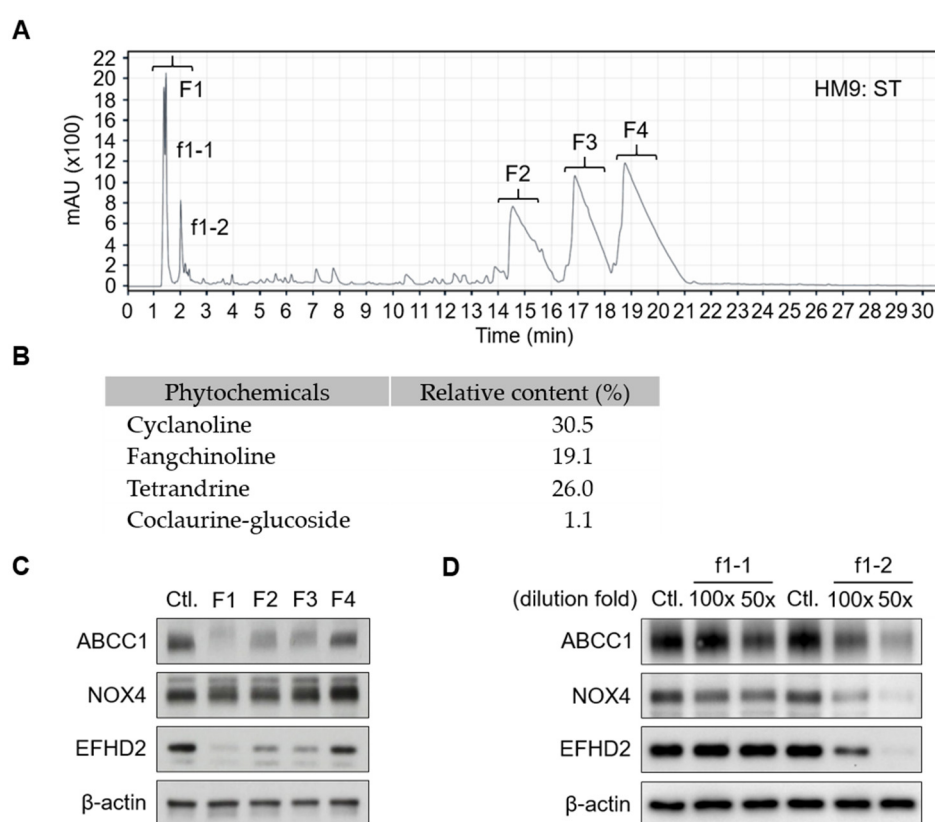 A
22
20
18
16
14
12
10
8
6
4
2
0
mAU (x100)
F1
f1-1
f1-2
F2
F3
F4
HM9: ST
0 1 2 3 4 5 6 7 8 9 10 11 12 13 14 15 16 17 18 19 20 21 22 23 24 25 26 27 28 29 30
Time (min)
B
Phytochemicals Relative content (%)
Cyclanoline 30.5
Fangchinoline 19.1
Tetrandrine 26.0
Coclaurine-glucoside 1.1
C
Ctl. F1 F2 F3 F4
ABCC1
NOX4
EFHD2
β-actin
D
f1-1 f1-2
(dilution fold) Ctl. 100x 50x Ctl. 100x 50x
ABCC1
NOX4
EFHD2
β-actin